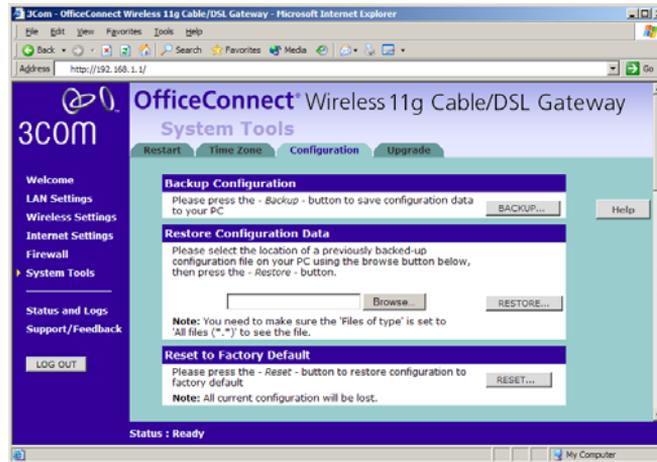 3Com - OfficeConnect Wireless 11g Cable/DSL Gateway - Microsoft Internet Explorer
File Edit View Favorites Tools Help
Back Search Favorites Media
Address http://192.168.1.1/ Go
3COM
OfficeConnect Wireless 11g Cable/DSL Gateway
System Tools
Restart Time Zone Configuration Upgrade
Welcome
LAN Settings
Wireless Settings
Internet Settings
Firewall
System Tools
Status and Logs
Support/Feedback
LOG OUT
Backup Configuration
Please press the - Backup - button to save configuration data
to your PC
BACKUP...
Help
Restore Configuration Data
Please select the location of a previously backed-up
configuration file on your PC using the browse button below,
then press the - Restore - button.
Browse...
RESTORE...
Note: You need to make sure the 'Files of type' is set to
'All files (*.*)' to see the file.
Reset to Factory Default
Please press the - Reset - button to restore configuration to
factory default
RESET...
Note: All current configuration will be lost.
Status : Ready
My Computer